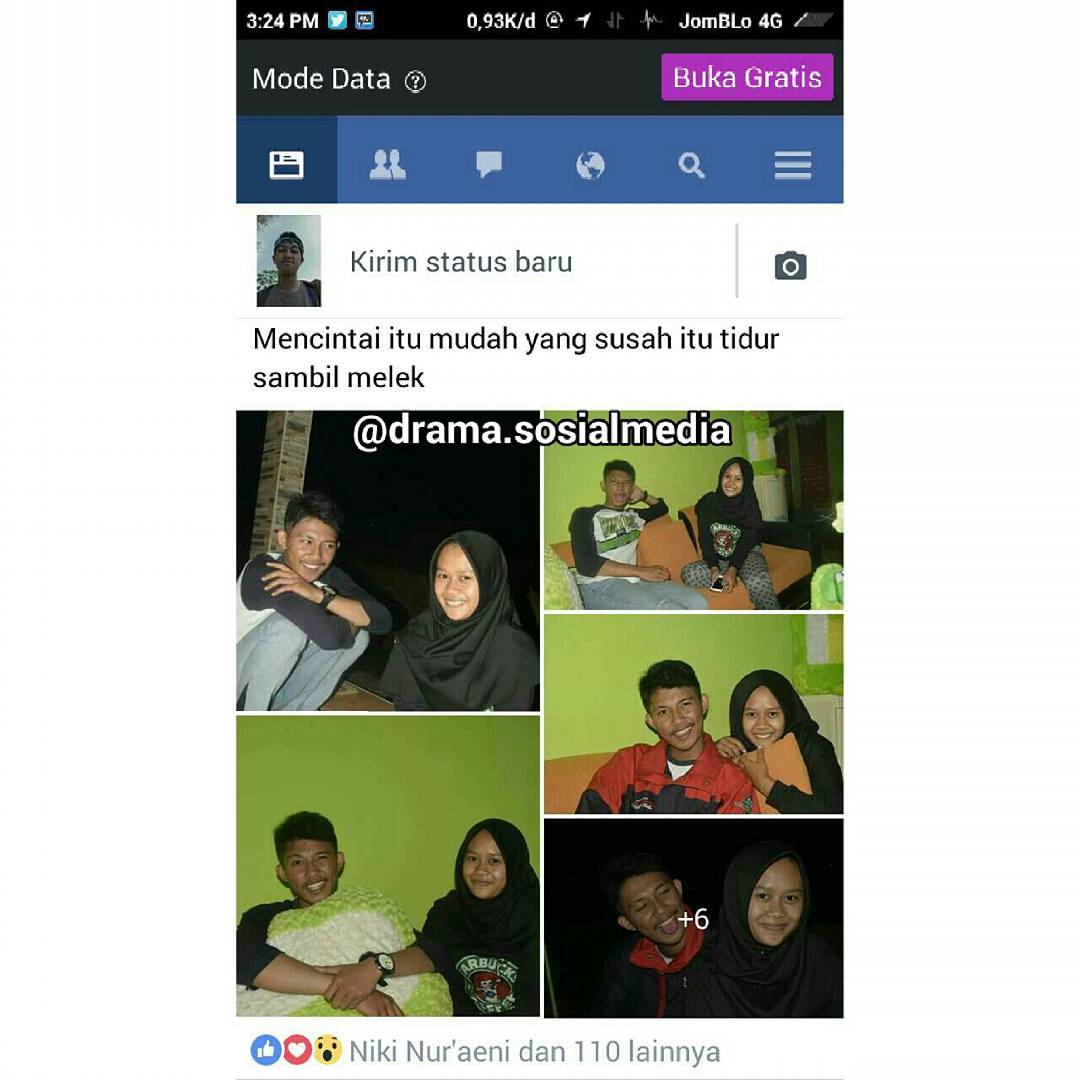 3:24 PM 0,93K/d JomBLo 4G
Mode Data Buka Gratis
Kirim status baru
Mencintai itu mudah yang susah itu tidur
sambil melek
@drama.sosialmedia
ARBUCK
+6
Niki Nur'aeni dan 110 lainnya